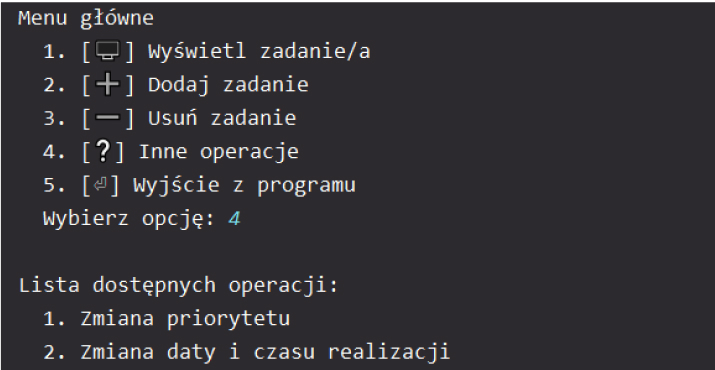 Menu główne
1. [🖵] Wyświetl zadanie/a
2. [➕] Dodaj zadanie
3. [➖] Usuń zadanie
4. [❓] Inne operacje
5. [⏎] Wyjście z programu
Wybierz opcję: 4
Lista dostępnych operacji:
1. Zmiana priorytetu
2. Zmiana daty i czasu realizacji